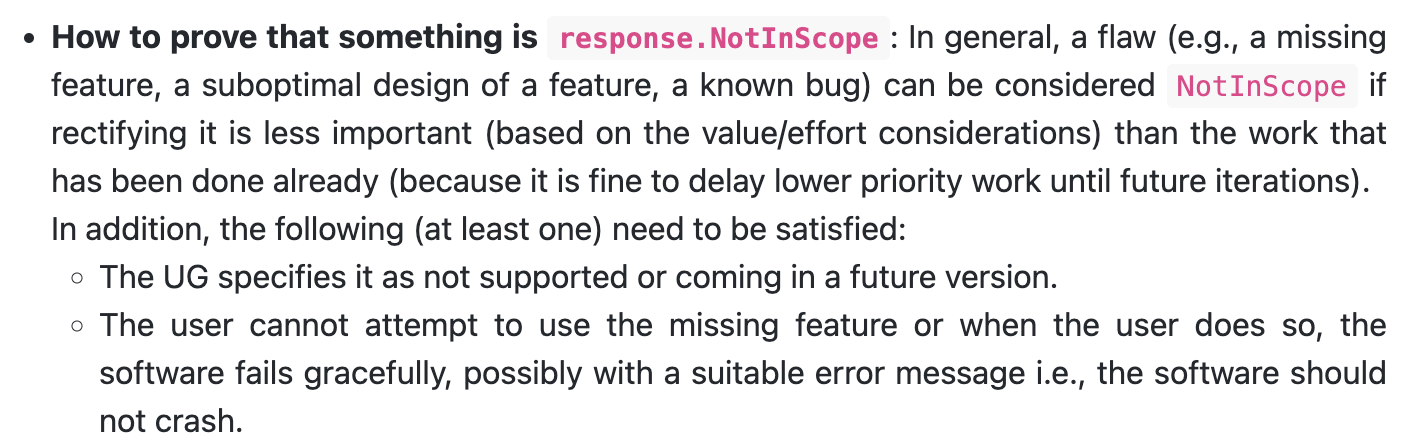 • How to prove that something is response.NotInScope : In general, a flaw (e.g., a missing
feature, a suboptimal design of a feature, a known bug) can be considered NotInScope if
rectifying it is less important (based on the value/effort considerations) than the work that
has been done already (because it is fine to delay lower priority work until future iterations).
In addition, the following (at least one) need to be satisfied:
◦ The UG specifies it as not supported or coming in a future version.
◦ The user cannot attempt to use the missing feature or when the user does so, the
software fails gracefully, possibly with a suitable error message i.e., the software should
not crash.